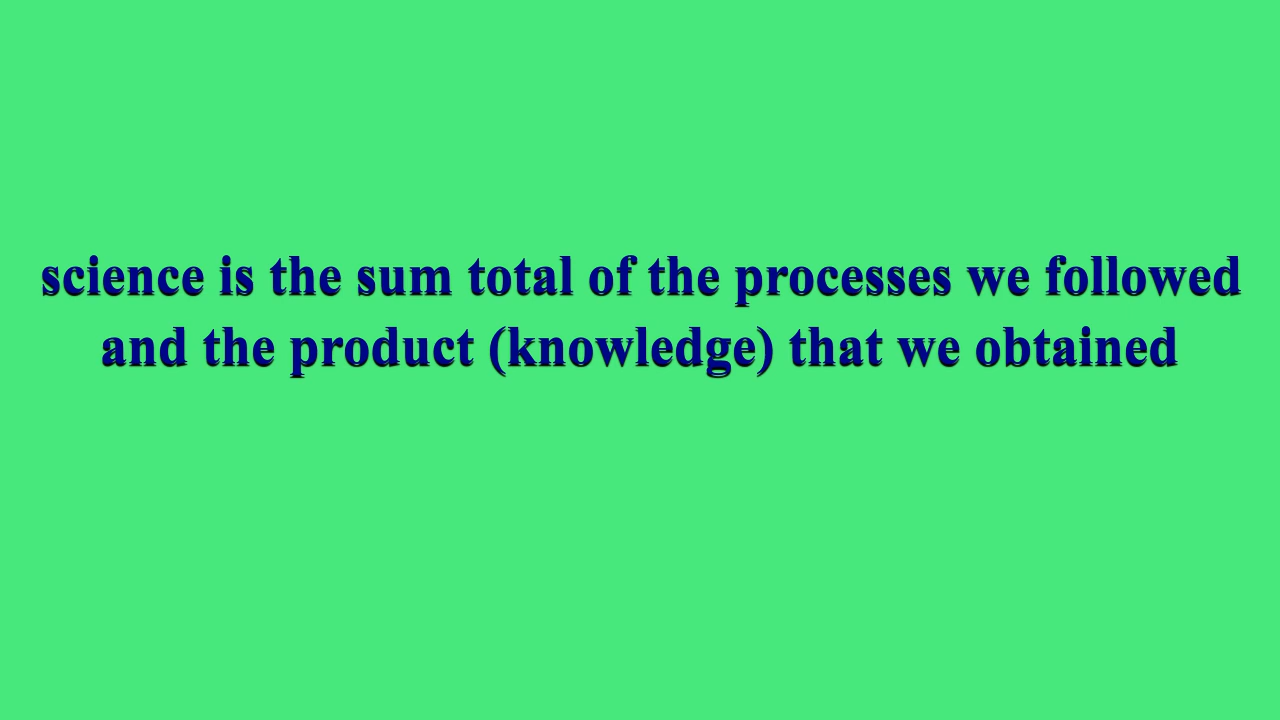 science is the sum total of the processes we followed
and the product (knowledge) that we obtained